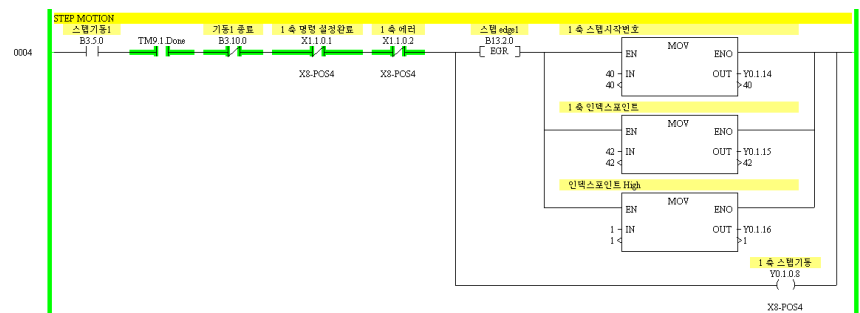 STEP MOTION
스텝기동1 기동1 종료 1 축 명령 설정완료 1 축 에러 스텝 edge1 1 축 스텝시작번호
B3.5.0 TM9.1.Done B3.10.0 X1.1.0.1 X1.1.0.2 B13.2.0 MOV
0004 EGR EN ENO
X8-POS4 X8-POS4 40 IN OUT Y0.1.14
40 40
1 축 인덱스포인트
MOV
EN ENO
42 IN OUT Y0.1.15
42 42
인덱스포인트 High
MOV
EN ENO
1 IN OUT Y0.1.16
1 1
1 축 스텝기동
Y0.1.0.8
X8-POS4